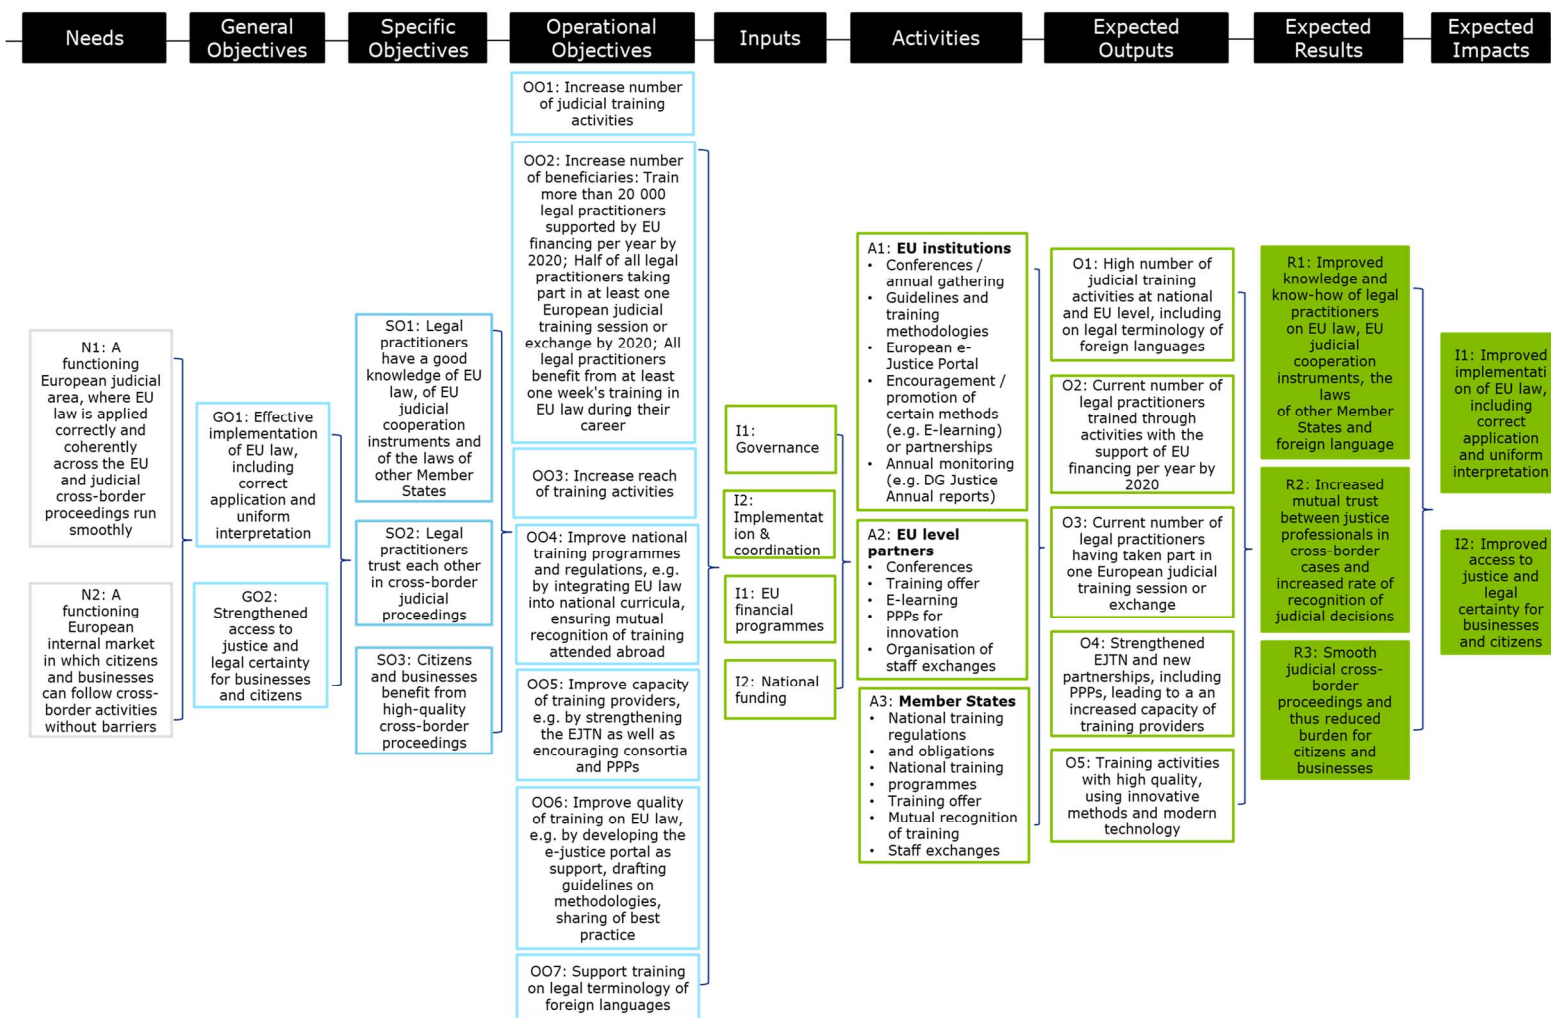 Needs
General
Objectives
Specific
Objectives
Operational
Objectives
Inputs
Activities
Expected
Outputs
Expected
Results
Expected
Impacts
N1: A
functioning
European judicial
area, where EU
law is applied
correctly and
coherently
across the EU
and judicial
cross-border
proceedings run
smoothly
N2: A
functioning
European
internal market
in which citizens
and businesses
can follow cross-
border activities
without barriers
GO1: Effective
implementation
of EU law,
including
correct
application and
uniform
interpretation
GO2:
Strengthened
access to
justice and
legal certainty
for businesses
and citizens
SO1: Legal
practitioners
have a good
knowledge of EU
law, of EU
judicial
cooperation
instruments and
of the laws of
other Member
States
SO2: Legal
practitioners
trust each other
in cross-border
judicial
proceedings
SO3: Citizens
and businesses
benefit from
high-quality
cross-border
proceedings
OO1: Increase number
of judicial training
activities
OO2: Increase number
of beneficiaries: Train
more than 20 000
legal practitioners
supported by EU
financing per year by
2020; Half of all legal
practitioners taking
part in at least one
European judicial
training session or
exchange by 2020; All
legal practitioners
benefit from at least
one week's training in
EU law during their
career
OO3: Increase reach
of training activities
OO4: Improve national
training programmes
and regulations, e.g.
by integrating EU law
into national curricula,
ensuring mutual
recognition of training
attended abroad
OO5: Improve capacity
of training providers,
e.g. by strengthening
the EJTN as well as
encouraging consortia
and PPPs
OO6: Improve quality
of training on EU law,
e.g. by developing the
e-justice portal as
support, drafting
guidelines on
methodologies,
sharing of best
practice
OO7: Support training
on legal terminology of
foreign languages
I1:
Governance
I2:
Implementat
ion &
coordination
I1: EU
financial
programmes
I2: National
funding
A1: EU institutions
• Conferences /
annual gathering
• Guidelines and
training
methodologies
• European e-
Justice Portal
• Encouragement /
promotion of
certain methods
(e.g. E-learning)
or partnerships
• Annual monitoring
(e.g. DG Justice
Annual reports)
A2: EU level
partners
• Conferences
• Training offer
• E-learning
• PPPs for
innovation
• Organisation of
staff exchanges
A3: Member States
• National training
regulations
• and obligations
• National training
• programmes
• Training offer
• Mutual recognition
of training
• Staff exchanges
O1: High number of
judicial training
activities at national
and EU level, including
on legal terminology of
foreign languages
O2: Current number of
legal practitioners
trained through
activities with the
support of EU
financing per year by
2020
O3: Current number of
legal practitioners
having taken part in
one European judicial
training session or
exchange
O4: Strengthened
EJTN and new
partnerships, including
PPPs, leading to a an
increased capacity of
training providers
O5: Training activities
with high quality,
using innovative
methods and modern
technology
R1: Improved
knowledge and
know-how of legal
practitioners
on EU law, EU
judicial
cooperation
instruments, the
laws
of other Member
States and
foreign language
R2: Increased
mutual trust
between justice
professionals in
cross-border
cases and
increased rate of
recognition of
judicial decisions
R3: Smooth
judicial cross-
border
proceedings and
thus reduced
burden for
citizens and
businesses
I1: Improved
implementati
on of EU law,
including
correct
application
and uniform
interpretation
I2: Improved
access to
justice and
legal
certainty for
businesses
and citizens